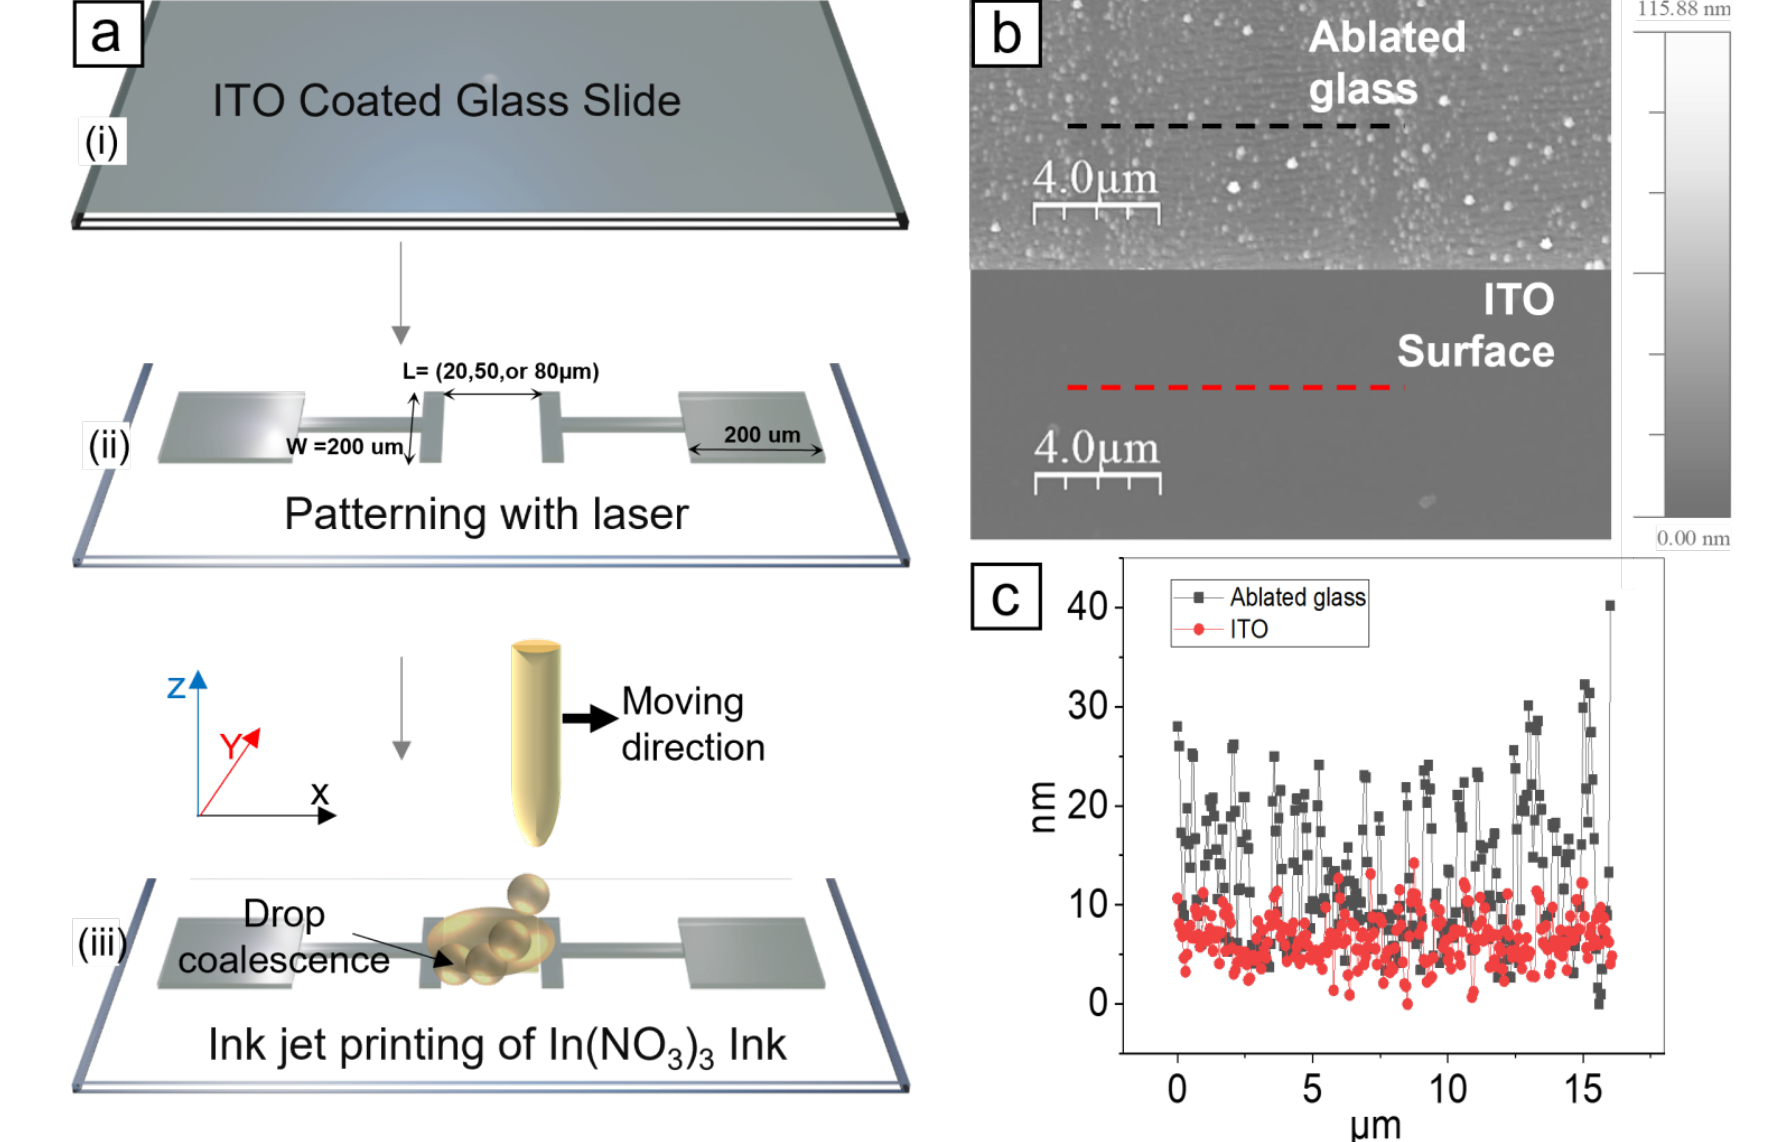 a
ITO Coated Glass Slide
(i)
L= (20,50,or 80µm)
W =200 um
200 um
(ii)
Patterning with laser
Z
Y
X
Moving
direction
Drop
coalescence
(iii)
Ink jet printing of In(NO₃)₃ Ink
b
Ablated
glass
4.0µm
ITO
Surface
4.0µm
115.88 nm
0.00 nm
c
Ablated glass
ITO
nm
40
30
20
10
0
0 5 10 15
µm